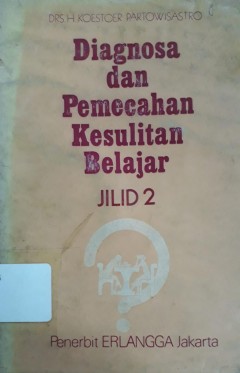 DRS. H. KOESTOER PARTOWISASTRO
Diagnosa
dan
Pemecahan
Kesulitan
Belajar
JILID 2
Penerbit ERLANGGA Jakarta